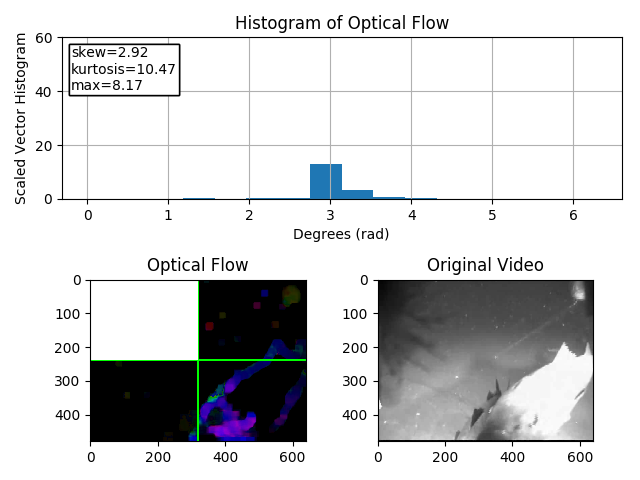 Histogram of Optical Flow
skew=2.92
kurtosis=10.47
max=8.17
Scaled Vector Histogram
60
40
20
0
0 1 2 3 4 5 6
Degrees (rad)
Optical Flow
0
100
200
300
400
0 200 400 600
Original Video
0
100
200
300
400
0 200 400 600